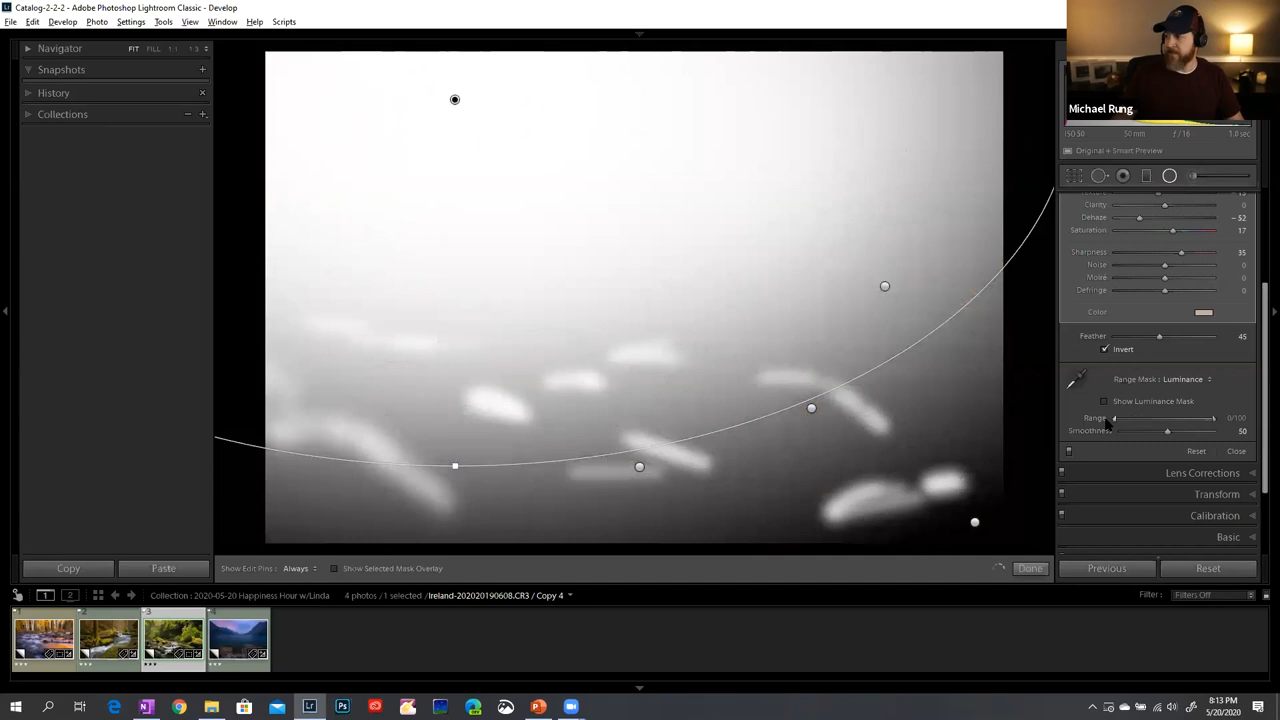 Catalog-2-2-2 - Adobe Photoshop Lightroom Classic - Develop
File Edit Develop Photo Settings Tools View Window Help Scripts
Michael Rung
Navigator FIT FILL 1:1 1:3
Snapshots
History
Collections
ISO 50 50 mm f / 16 1.0 sec
Original + Smart Preview
Clarity 0
Dehaze - 52
Saturation 17
Sharpness 35
Noise 0
Moire 0
Defringe 0
Color
Feather 45
Invert
Range Mask : Luminance
Show Luminance Mask
Range 0/100
Smoothness 50
Reset Close
Lens Corrections
Transform
Calibration
Basic
Copy Paste
Show Edit Pins : Always Show Selected Mask Overlay Done
Previous Reset
1 2 Collection : 2020-05-20 Happiness Hour w/Linda 4 photos / 1 selected / Ireland-202020190608.CR3 / Copy 4 Filter : Filters Off
8:13 PM
5/20/2020